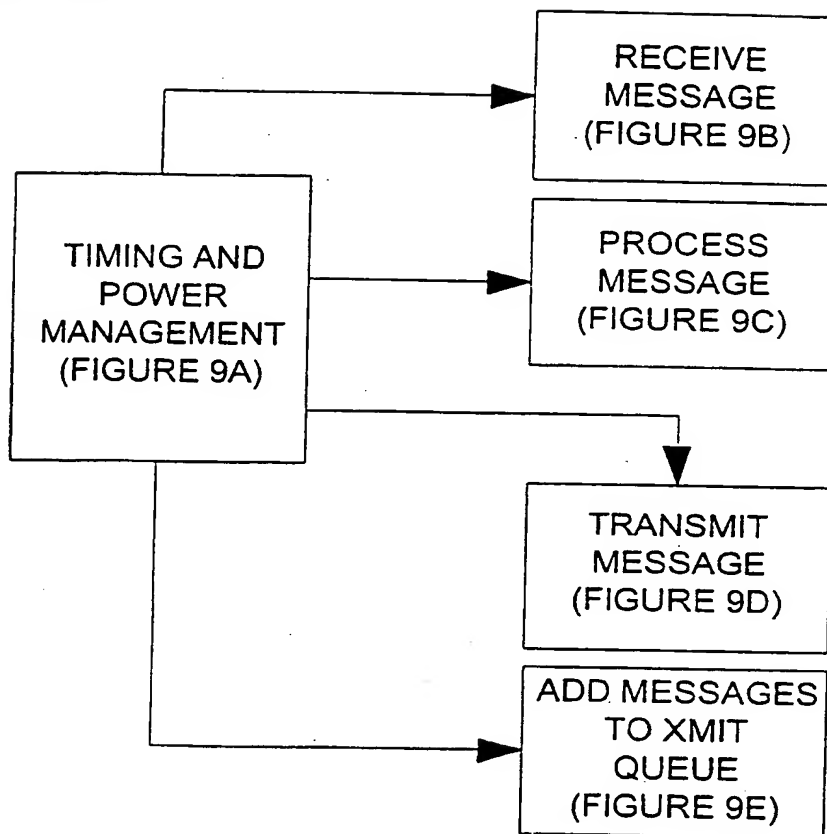 RECEIVE
MESSAGE
(FIGURE 9B)
TIMING AND
POWER
MANAGEMENT
(FIGURE 9A)
PROCESS
MESSAGE
(FIGURE 9C)
TRANSMIT
MESSAGE
(FIGURE 9D)
ADD MESSAGES
TO XMIT
QUEUE
(FIGURE 9E)